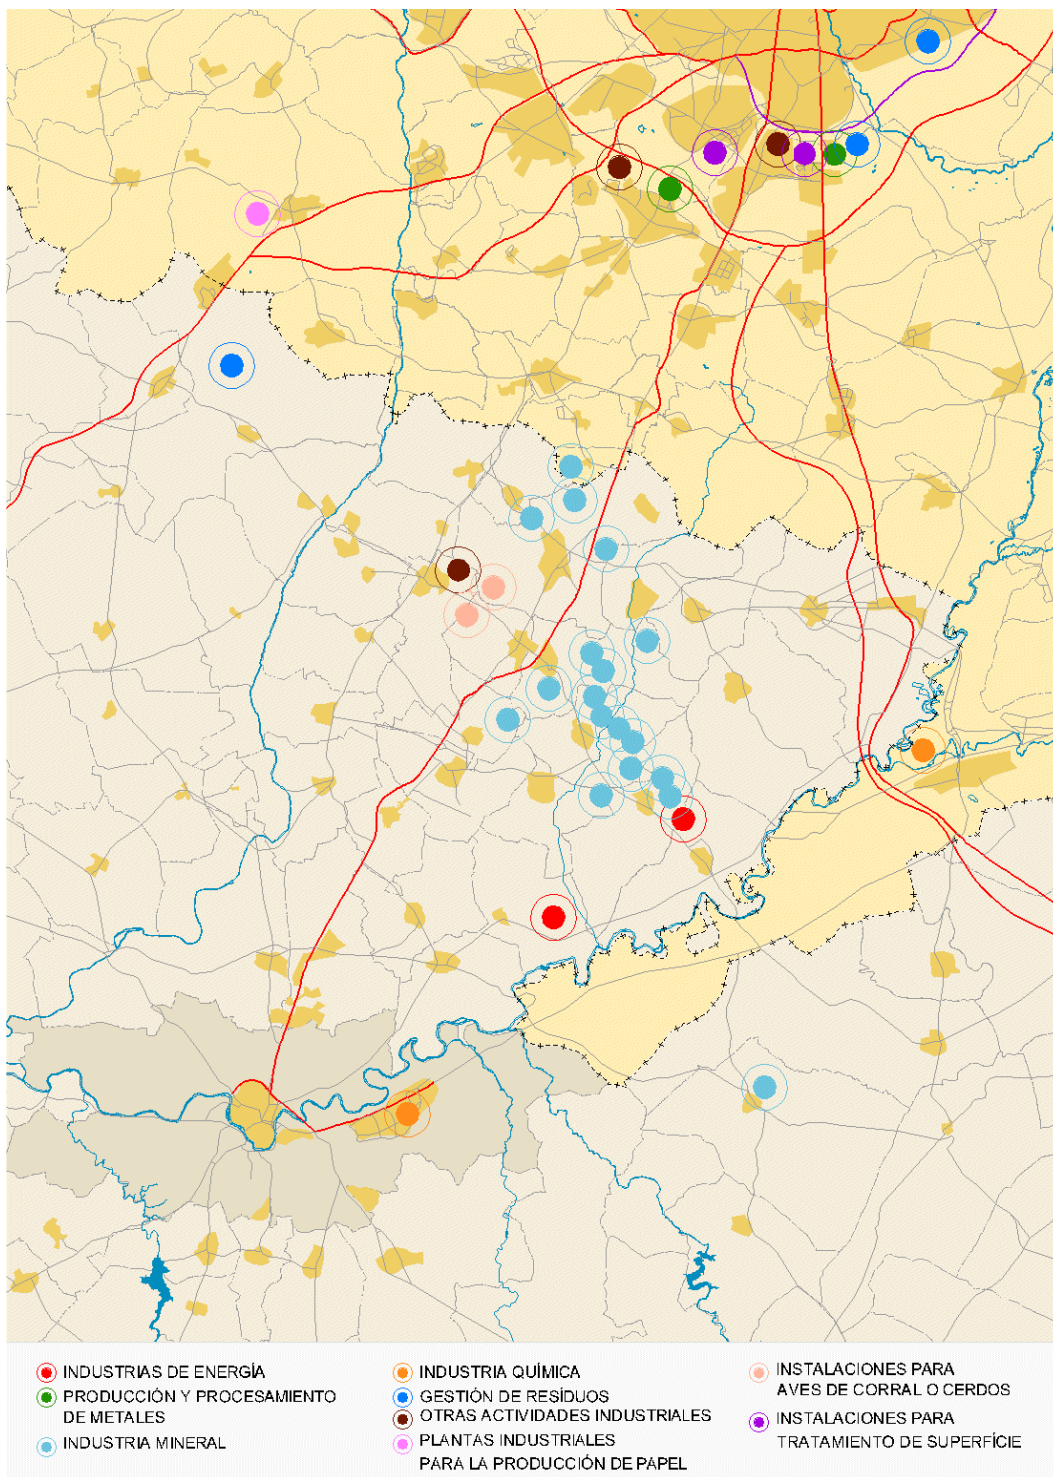 INDUSTRIAS DE ENERGÍA
PRODUCCIÓN Y PROCESAMIENTO
DE METALES
INDUSTRIA MINERAL
INDUSTRIA QUÍMICA
GESTIÓN DE RESÍDUOS
OTRAS ACTIVIDADES INDUSTRIALES
PLANTAS INDUSTRIALES
PARA LA PRODUCCIÓN DE PAPEL
INSTALACIONES PARA
AVES DE CORRAL O CERDOS
INSTALACIONES PARA
TRATAMIENTO DE SUPERFÍCIE